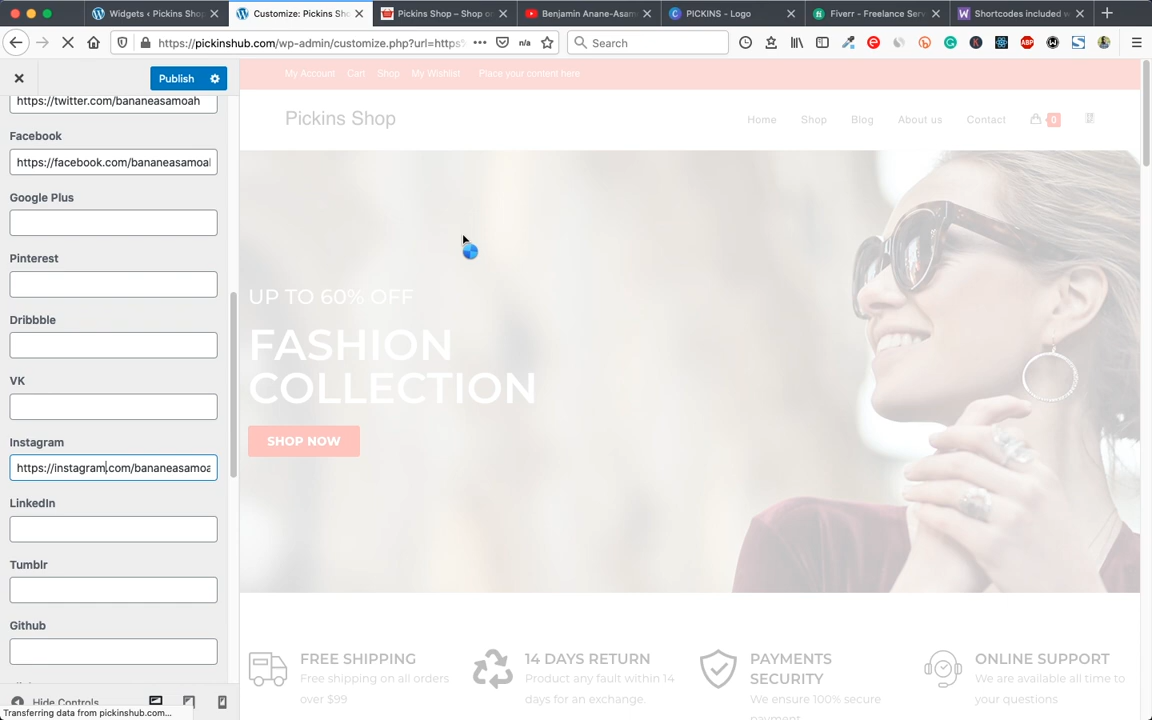 Widgets ‹ Pickins Shop
Customize: Pickins Sho
Pickins Shop – Shop on
Benjamin Anane-Asam
PICKINS - Logo
Fiverr - Freelance Serv
Shortcodes included w
https://pickinshub.com/wp-admin/customize.php?url=https
n/a
Search
ABP
Publish
https://twitter.com/bananeasamoah
Facebook
https://facebook.com/bananeasamoal
Google Plus
Pinterest
Dribbble
VK
Instagram
https://instagram.com/bananeasamoa
LinkedIn
Tumblr
Github
Hide Controls
Transferring data from pickinshub.com...
My Account Cart Shop My Wishlist Place your content here
Pickins Shop
Home Shop Blog About us Contact 0
UP TO 60% OFF
FASHION
COLLECTION
SHOP NOW
FREE SHIPPING
Free shipping on all orders
over $99
14 DAYS RETURN
Product any fault within 14
days for an exchange.
PAYMENTS
SECURITY
We ensure 100% secure
payment
ONLINE SUPPORT
We are available all time to
your questions